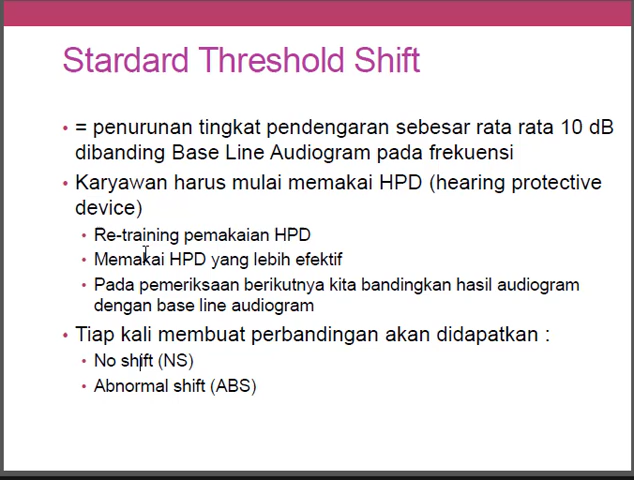 Stardard Threshold Shift
• = penurunan tingkat pendengaran sebesar rata rata 10 dB
dibanding Base Line Audiogram pada frekuensi
• Karyawan harus mulai memakai HPD (hearing protective
device)
• Re-training pemakaian HPD
• Memakai HPD yang lebih efektif
• Pada pemeriksaan berikutnya kita bandingkan hasil audiogram
dengan base line audiogram
• Tiap kali membuat perbandingan akan didapatkan :
• No shift (NS)
• Abnormal shift (ABS)